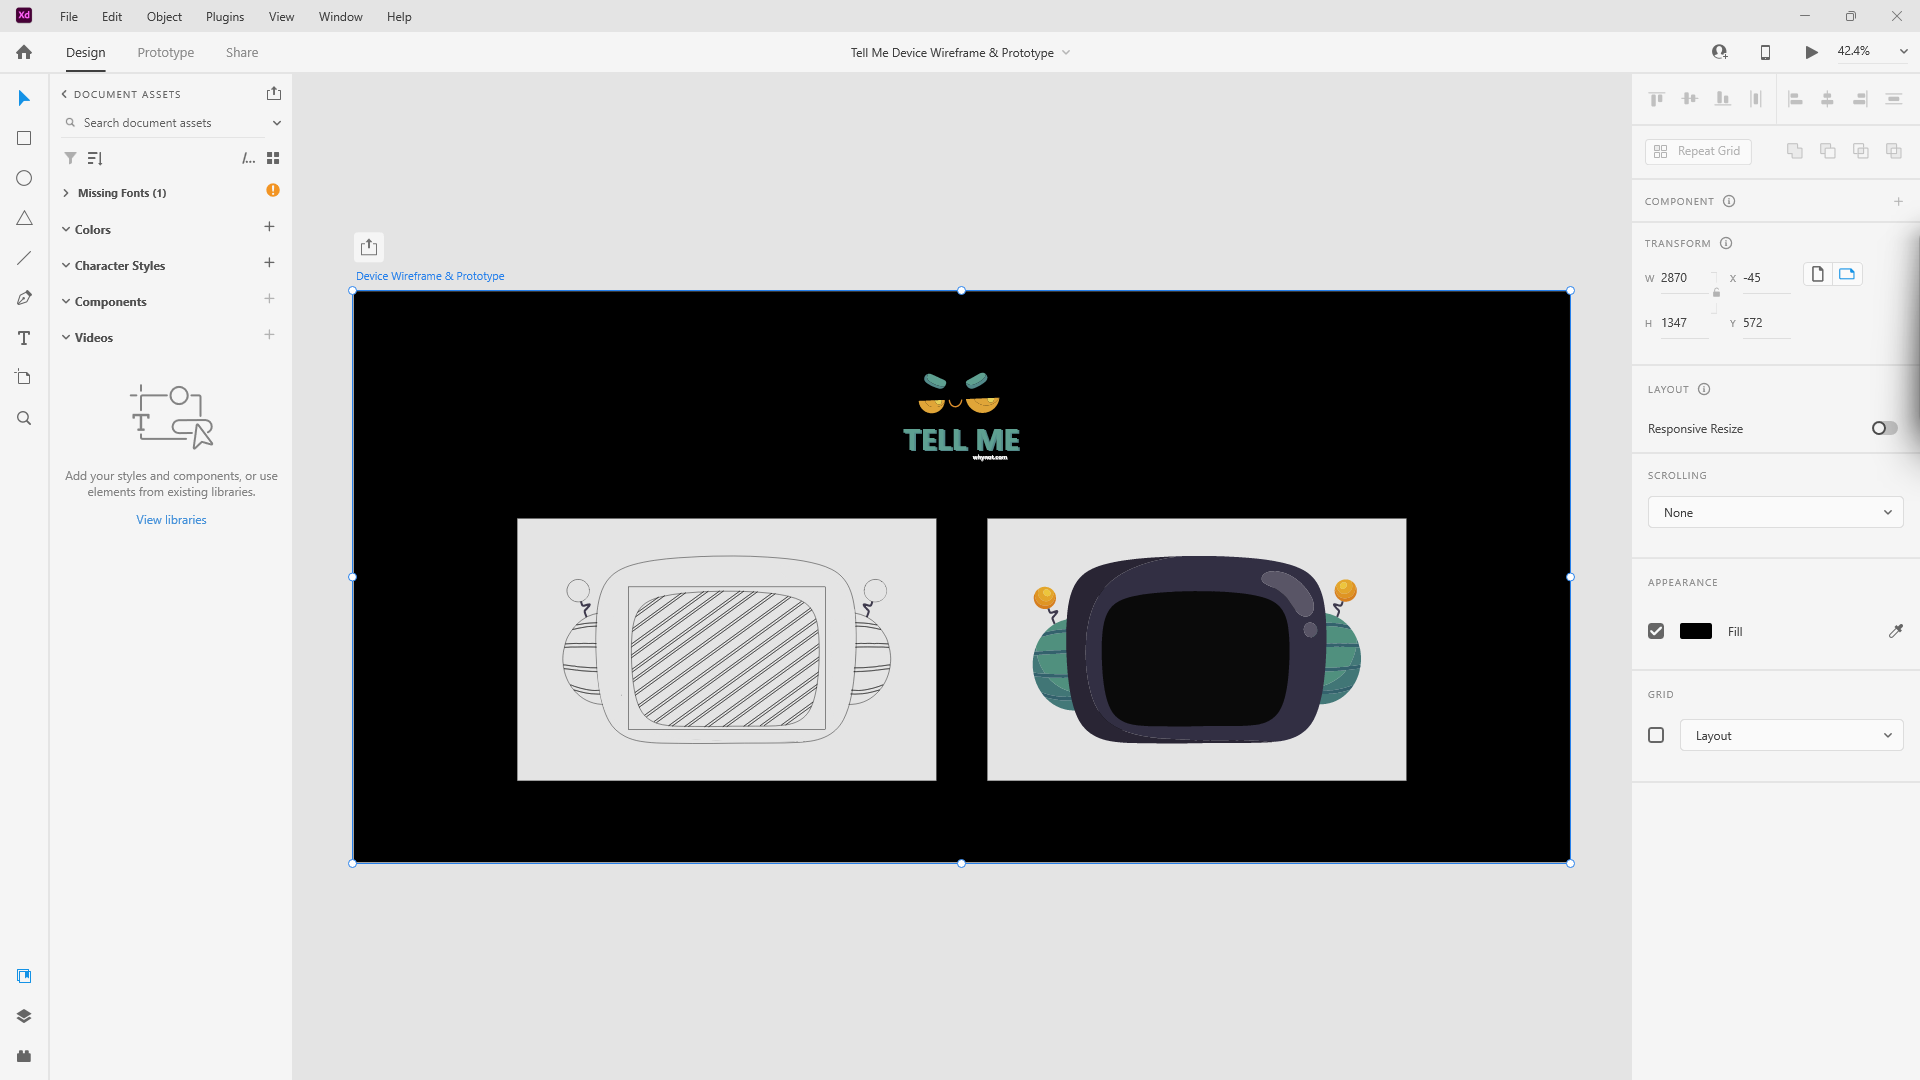 Xd File Edit Object Plugins View Window Help
Design Prototype Share
Tell Me Device Wireframe & Prototype
42.4%
DOCUMENT ASSETS
Search document assets
/...
Missing Fonts (1)
Colors
Character Styles
Components
Videos
T
Add your styles and components, or use
elements from existing libraries.
View libraries
Device Wireframe & Prototype
TELL ME
whynot.com
Repeat Grid
COMPONENT
TRANSFORM
W 2870 X -45
H 1347 Y 572
LAYOUT
Responsive Resize
SCROLLING
None
APPEARANCE
Fill
GRID
Layout